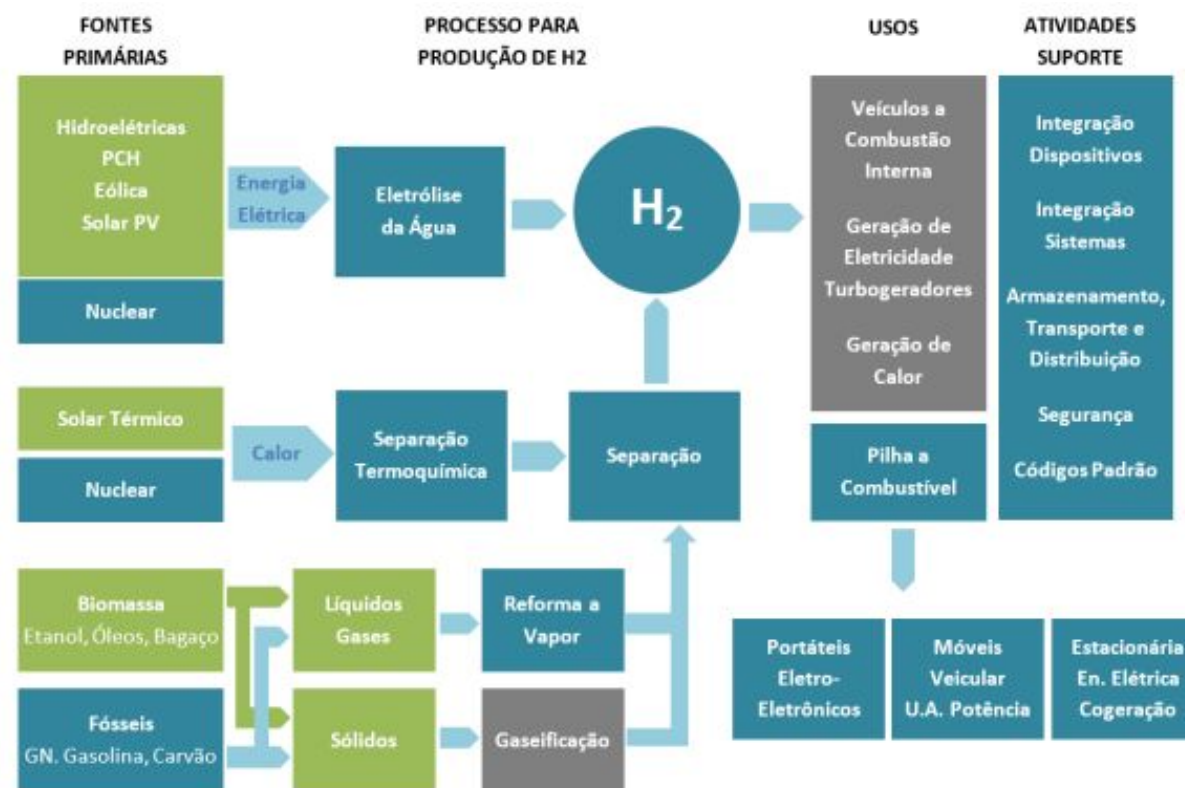 FONTES
PRIMÁRIAS
PROCESSO PARA
PRODUÇÃO DE H2
USOS
ATIVIDADES
SUPORTE
Hidroelétricas
PCH
Eólica
Solar PV
Nuclear
Energia
Elétrica
Eletrólise
da Água
H₂
Veículos a
Combustão
Interna
Geração de
Eletricidade
Turbogeradores
Geração de
Calor
Integração
Dispositivos
Integração
Sistemas
Armazenamento,
Transporte e
Distribuição
Segurança
Códigos Padrão
Solar Térmico
Nuclear
Calor
Separação
Termoquímica
Separação
Pilha a
Combustível
Biomassa
Etanol, Óleos, Bagaço
Líquidos
Gases
Reforma a
Vapor
Fósseis
GN. Gasolina, Carvão
Sólidos
Gaseificação
Portáteis
Eletro-
Eletrônicos
Móveis
Veicular
U.A. Potência
Estacionária
En. Elétrica
Cogeração